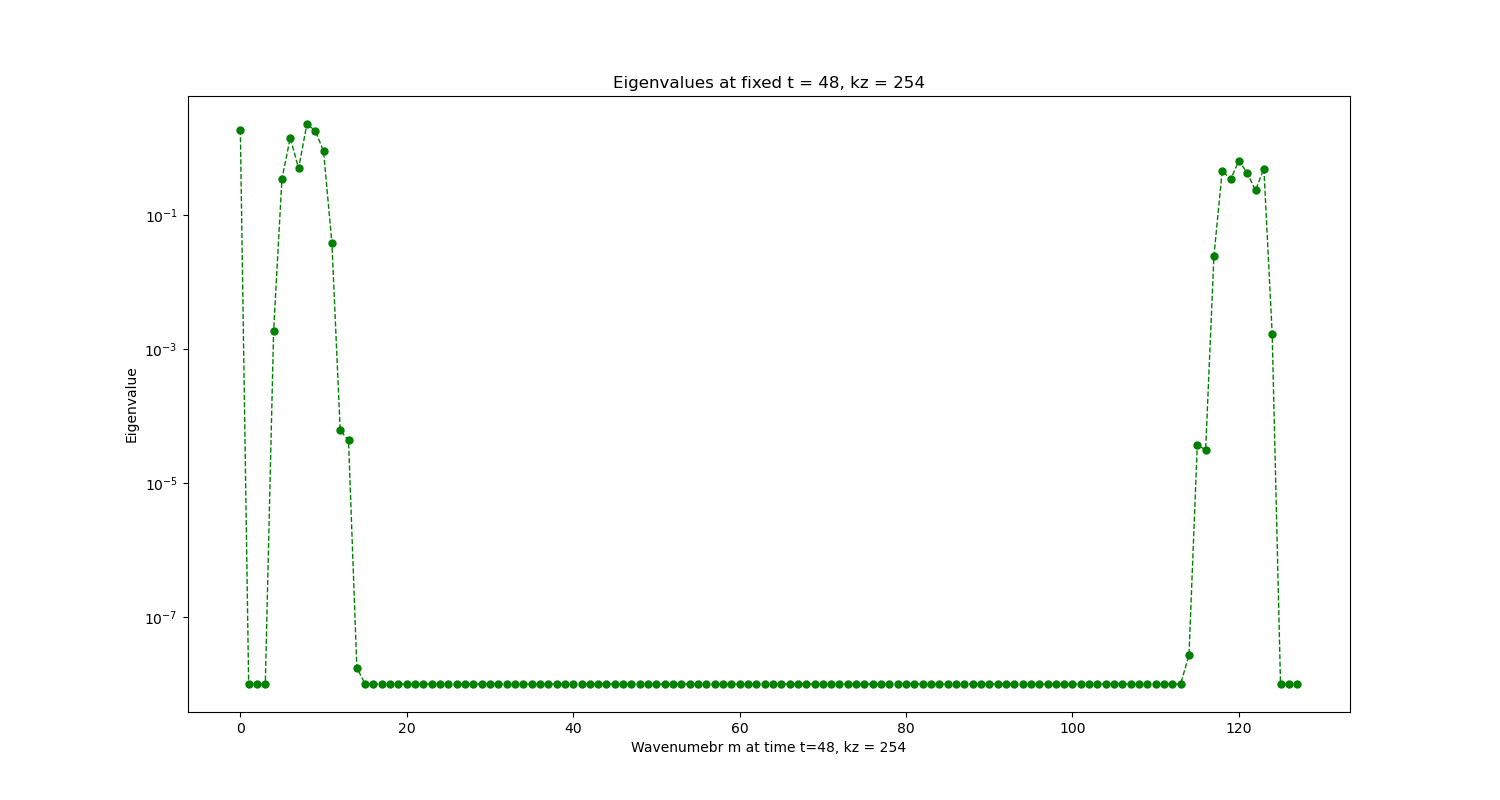 Eigenvalues at fixed t = 48, kz = 254
10⁻¹
10⁻³
10⁻⁵
10⁻⁷
Eigenvalue
0 20 40 60 80 100 120
Wavenumebr m at time t=48, kz = 254